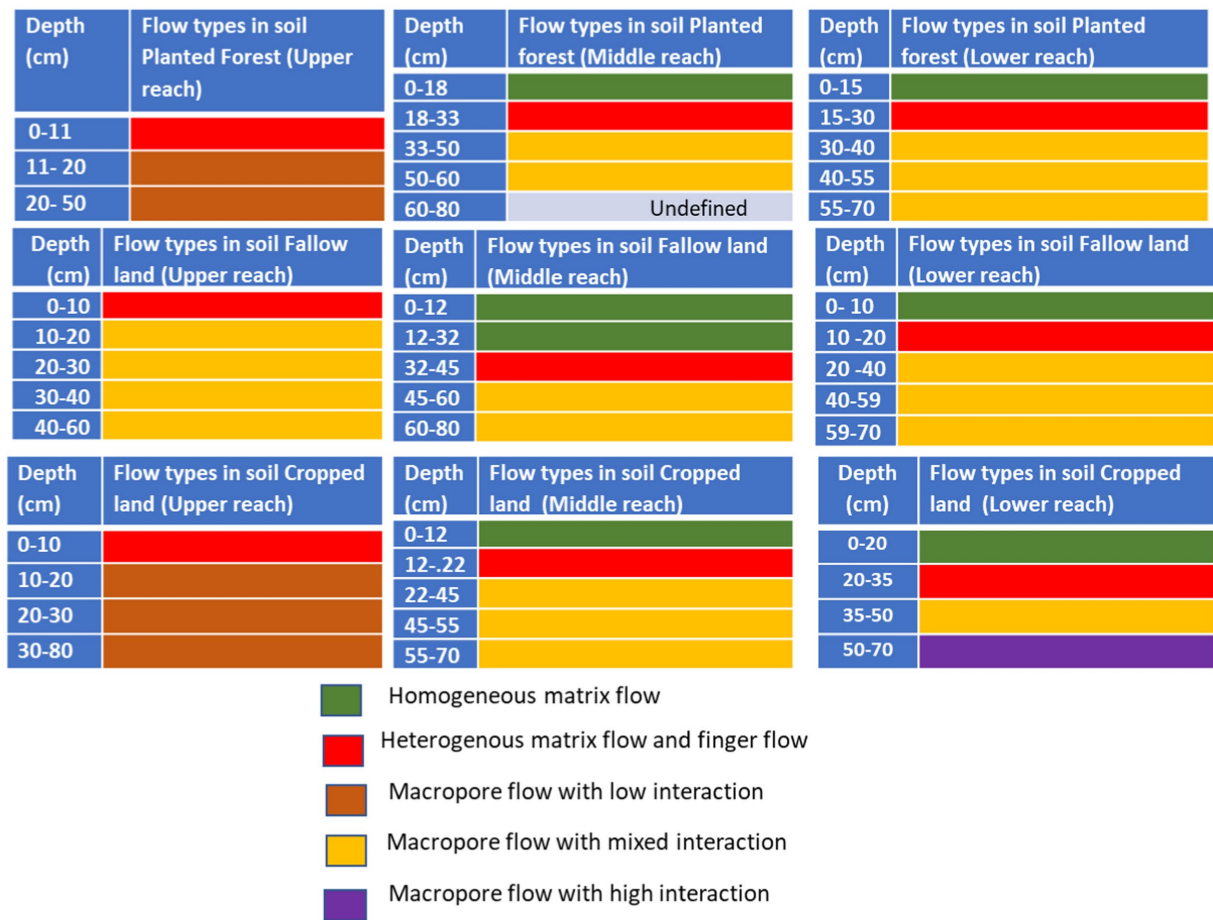 Depth
(cm)
Flow types in soil
Planted Forest (Upper
reach)
0-11
11- 20
20- 50
Depth
(cm)
Flow types in soil Planted
forest (Middle reach)
0-18
18-33
33-50
50-60
60-80
Undefined
Depth
(cm)
Flow types in soil Planted
forest (Lower reach)
0-15
15-30
30-40
40-55
55-70
Depth
(cm)
Flow types in soil Fallow
land (Upper reach)
0-10
10-20
20-30
30-40
40-60
Depth
(cm)
Flow types in soil Fallow land
(Middle reach)
0-12
12-32
32-45
45-60
60-80
Depth
(cm)
Flow types in soil Fallow land
(Lower reach)
0- 10
10 -20
20 -40
40-59
59-70
Depth
(cm)
Flow types in soil Cropped
land (Upper reach)
0-10
10-20
20-30
30-80
Depth
(cm)
Flow types in soil Cropped
land (Middle reach)
0-12
12-.22
22-45
45-55
55-70
Depth
(cm)
Flow types in soil Cropped
land (Lower reach)
0-20
20-35
35-50
50-70
Homogeneous matrix flow
Heterogenous matrix flow and finger flow
Macropore flow with low interaction
Macropore flow with mixed interaction
Macropore flow with high interaction